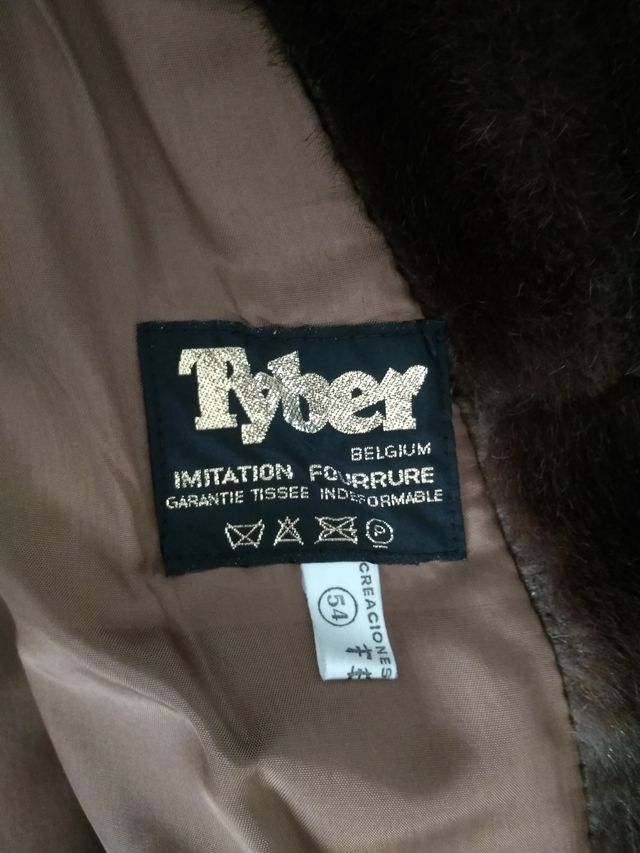 Tyber
BELGIUM
IMITATION FOURRURE
GARANTIE TISSEE INDEFORMABLE
P
CREACIONES
54